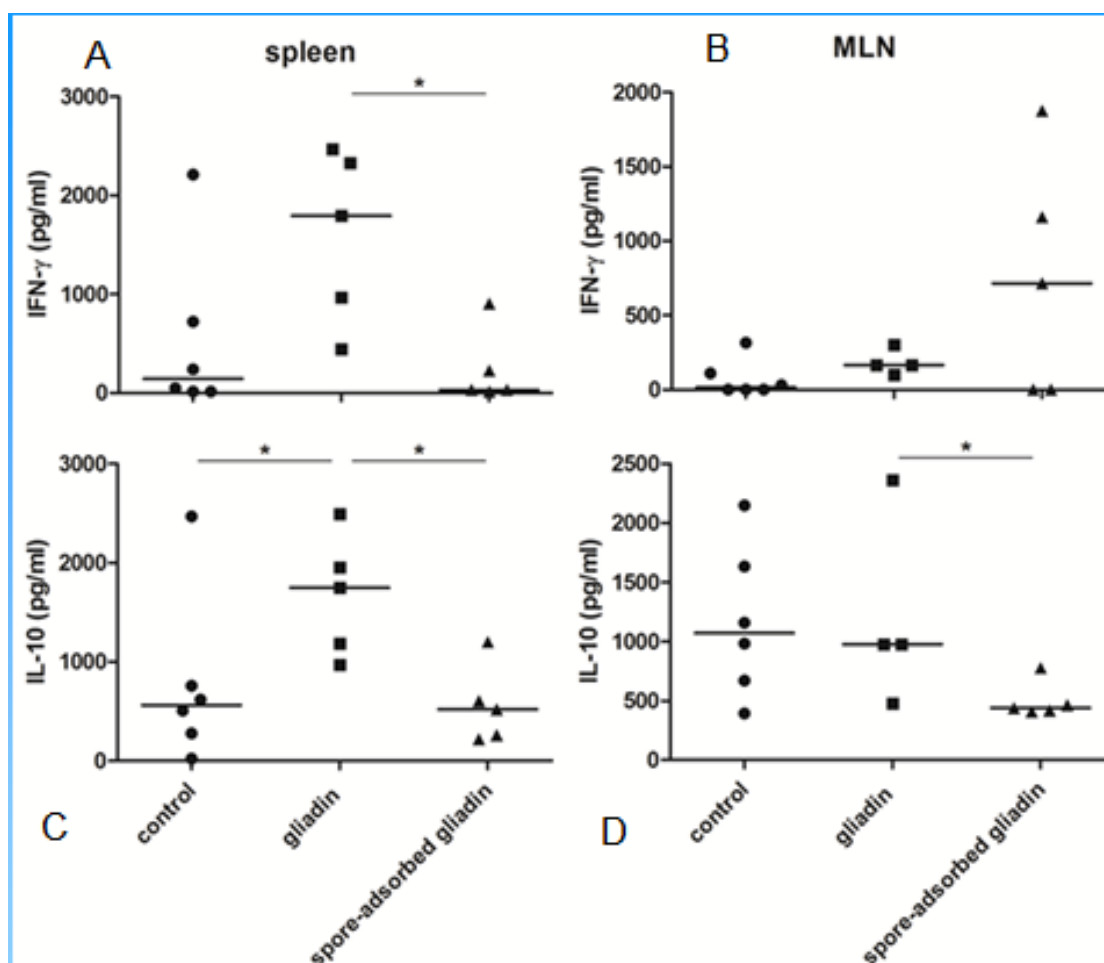 A
spleen
*
3000
2000
1000
0
IFN-γ (pg/ml)
B
MLN
2000
1500
1000
500
0
IFN-γ (pg/ml)
* *
3000
2000
1000
0
IL-10 (pg/ml)
control
gliadin
spore-adsorbed gliadin
C
*
2500
2000
1500
1000
500
0
IL-10 (pg/ml)
control
gliadin
spore-adsorbed gliadin
D